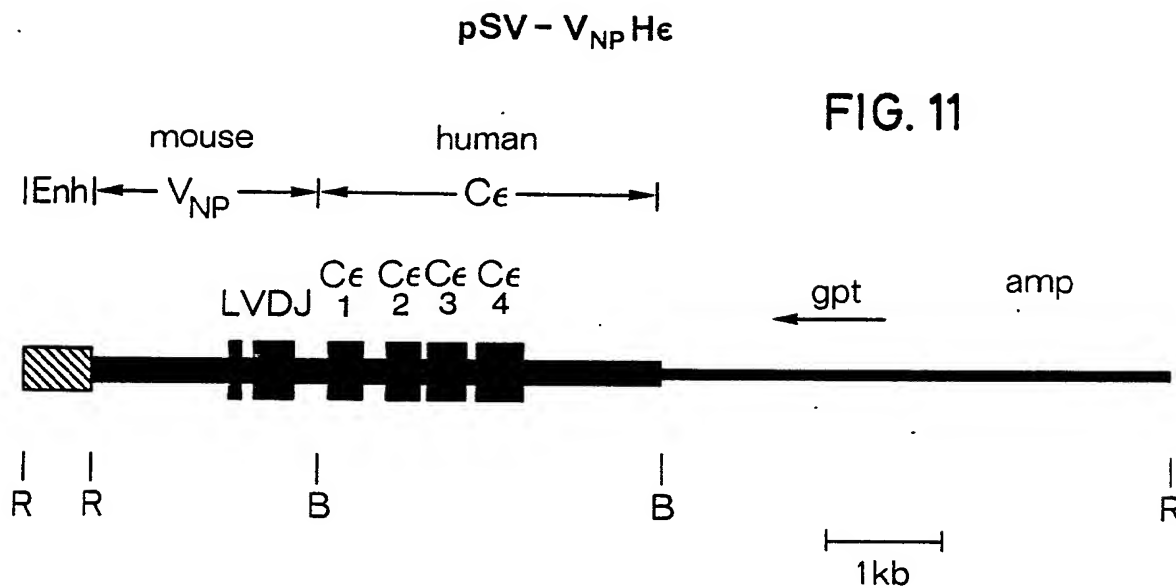 pSV – V_NP Hε
FIG. 11
mouse human
|Enh| V_NP Cε
Cε Cε Cε Cε
LVDJ 1 2 3 4
gpt amp
R R B B R
1kb